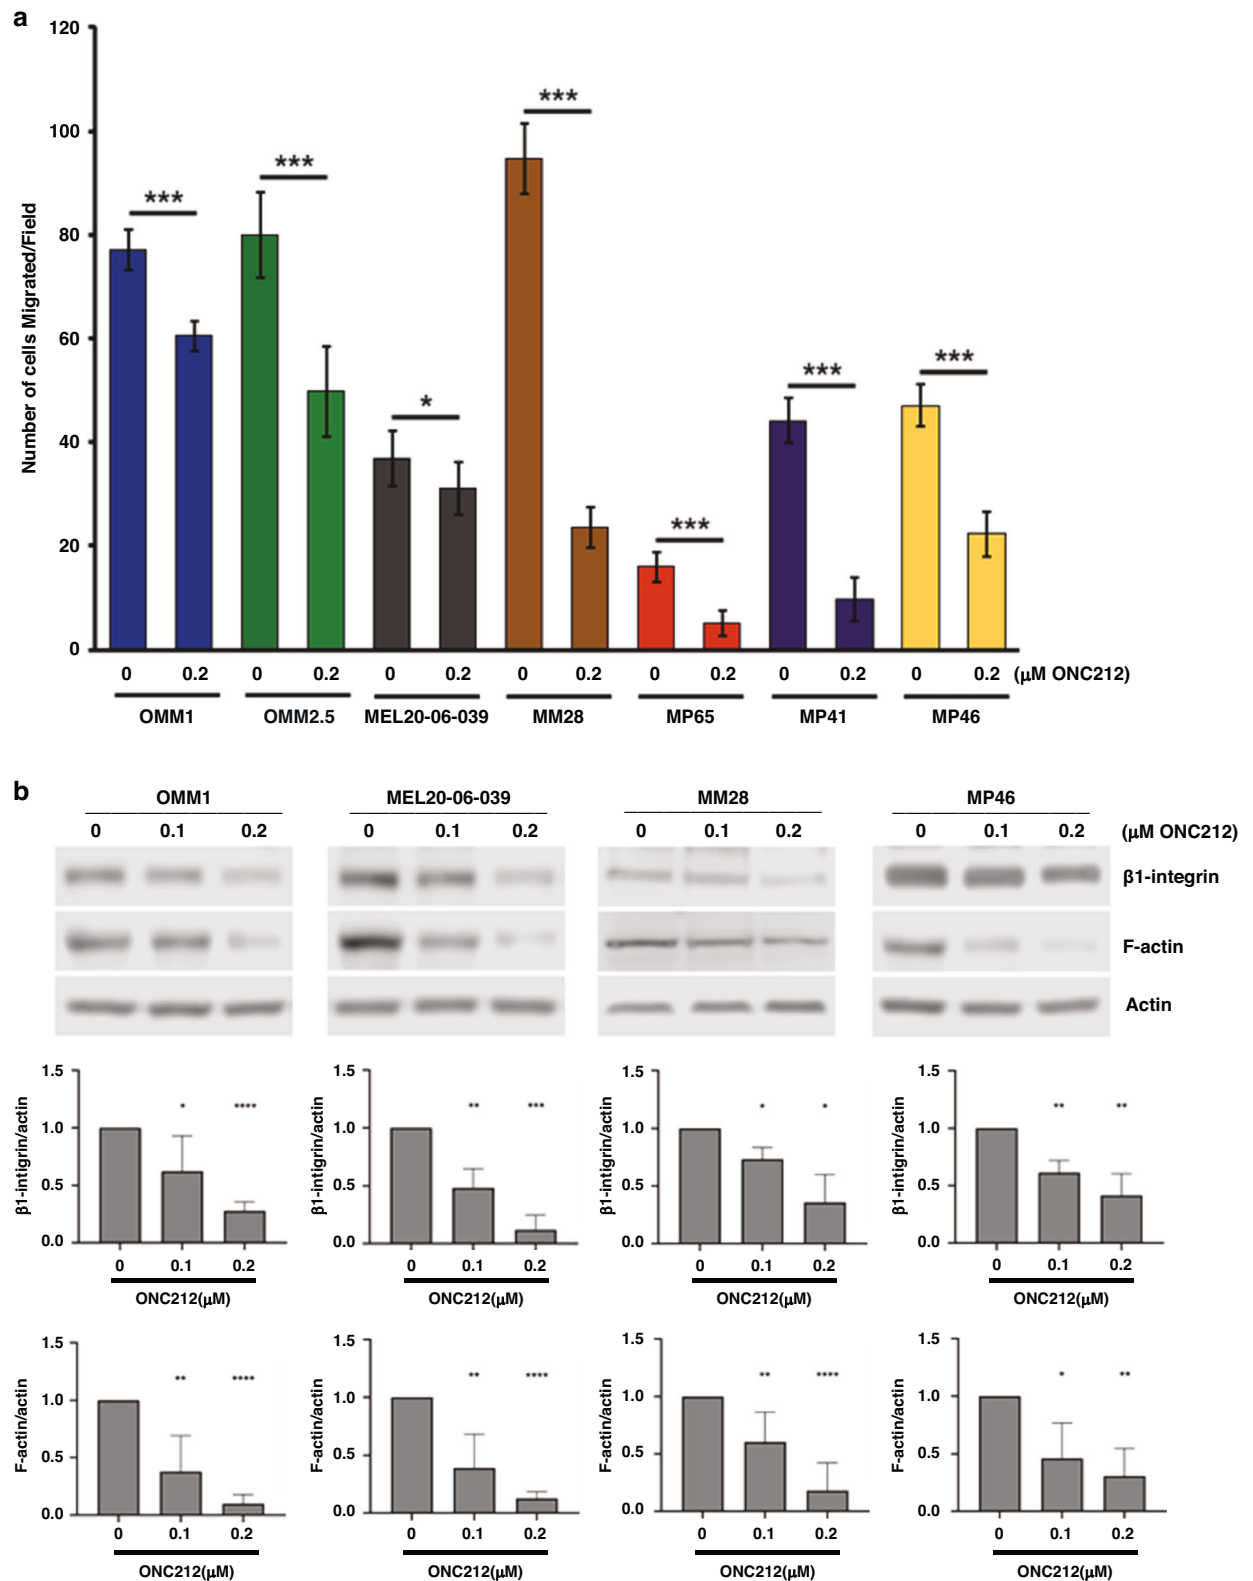 a
120
100
80
60
40
20
0
Number of cells Migrated/Field
***
***
*
***
***
***
***
0 0.2 0 0.2 0 0.2 0 0.2 0 0.2 0 0.2 0 0.2 (μM ONC212)
OMM1 OMM2.5 MEL20-06-039 MM28 MP65 MP41 MP46
b
OMM1 MEL20-06-039 MM28 MP46
0 0.1 0.2 0 0.1 0.2 0 0.1 0.2 0 0.1 0.2 (μM ONC212)
β1-integrin
F-actin
Actin
β1-intigrin/actin
1.5
1.0
0.5
0.0
* ****
0 0.1 0.2
ONC212(μM)
β1-intigrin/actin
1.5
1.0
0.5
0.0
** ***
0 0.1 0.2
ONC212(μM)
β1-intigrin/actin
1.5
1.0
0.5
0.0
* *
0 0.1 0.2
ONC212(μM)
β1-intigrin/actin
1.5
1.0
0.5
0.0
** **
0 0.1 0.2
ONC212(μM)
F-actin/actin
1.5
1.0
0.5
0.0
** ****
0 0.1 0.2
ONC212(μM)
F-actin/actin
1.5
1.0
0.5
0.0
** ****
0 0.1 0.2
ONC212(μM)
F-actin/actin
1.5
1.0
0.5
0.0
** ****
0 0.1 0.2
ONC212(μM)
F-actin/actin
1.5
1.0
0.5
0.0
* **
0 0.1 0.2
ONC212(μM)